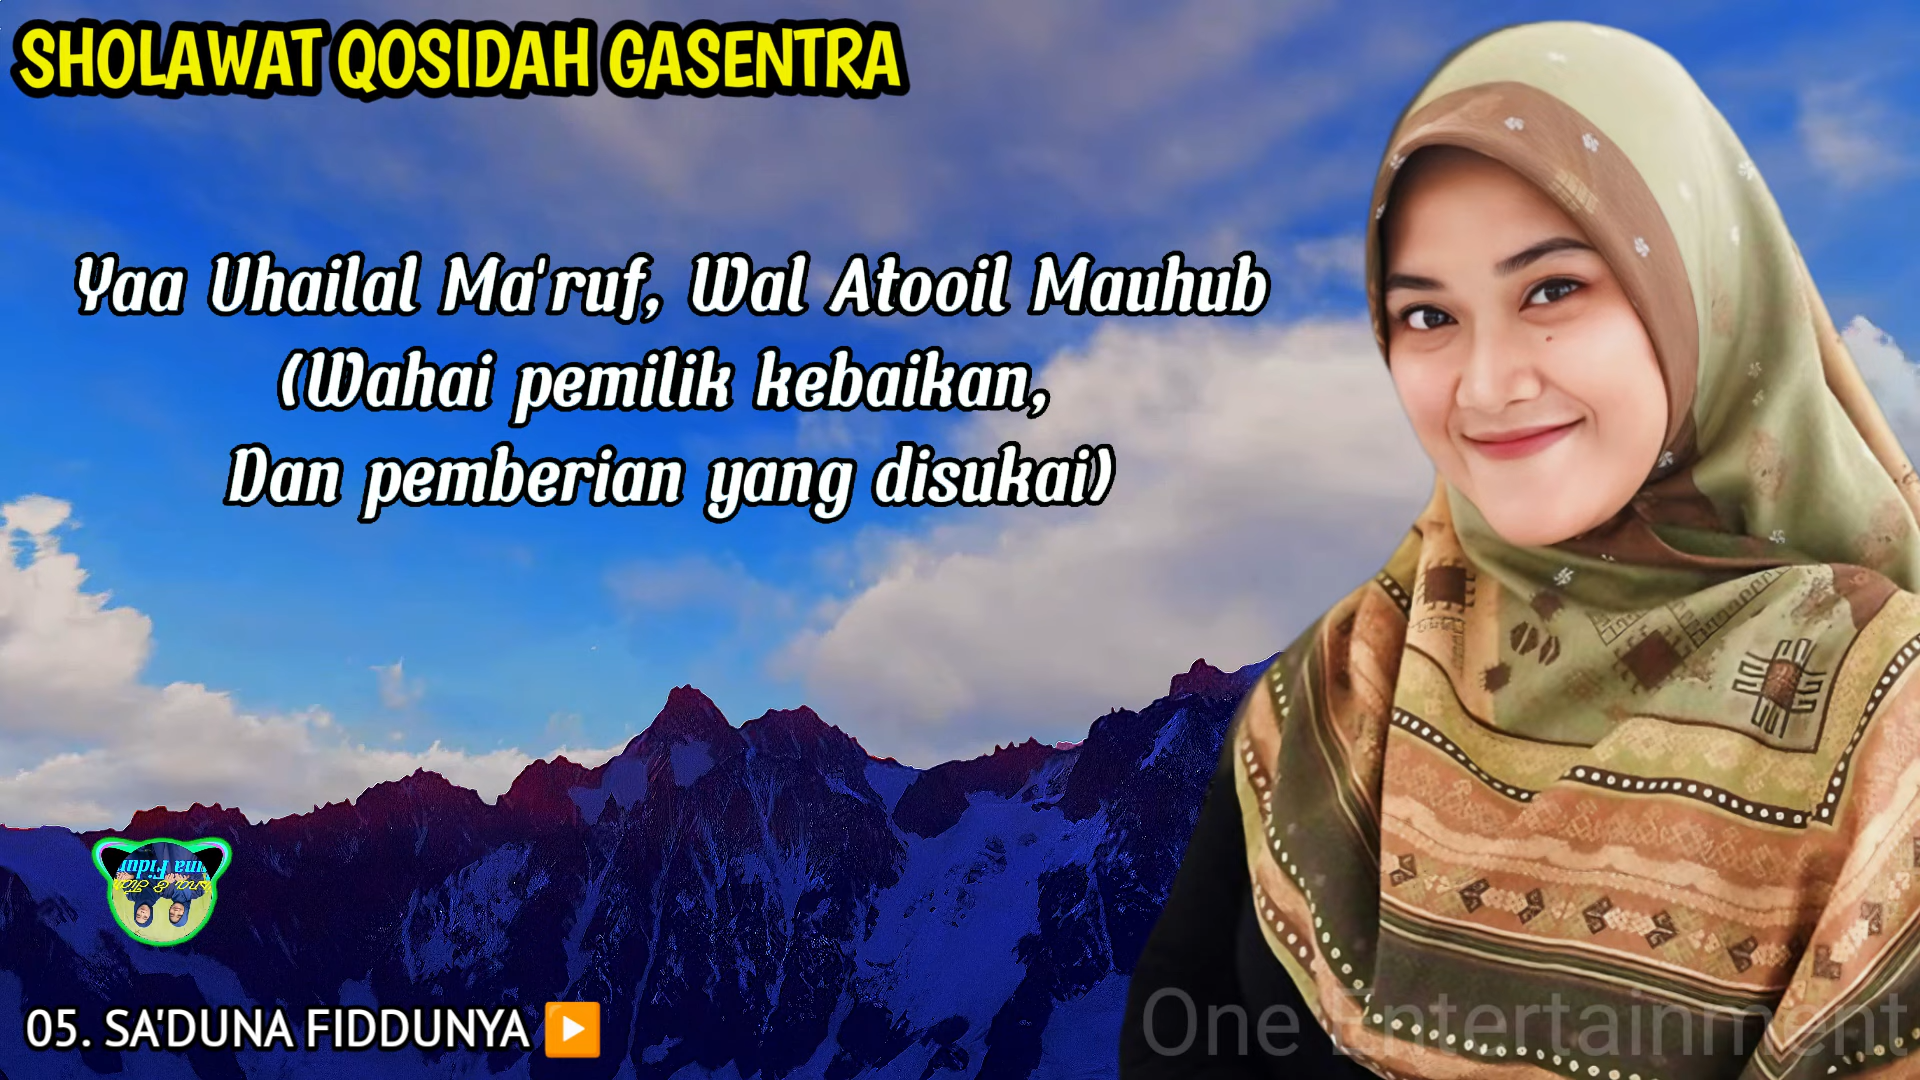 SHOLAWAT QOSIDAH GASENTRA
Yaa Uhailal Ma'ruf, Wal Atooil Mauhub
(Wahai pemilik kebaikan,
Dan pemberian yang disukai)
05. SA'DUNA FIDDUNYA
One Entertainment